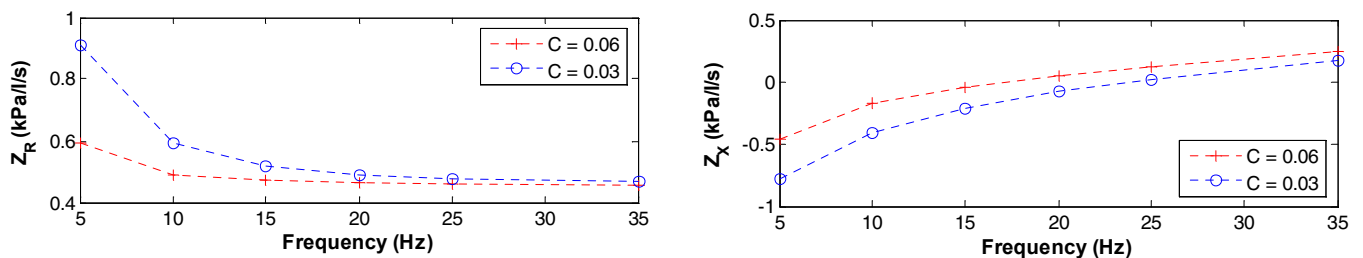 1
0.8
0.6
0.4
Z_R (kPa/l/s)
5 10 15 20 25 30 35
Frequency (Hz)
C = 0.06
C = 0.03
0.5
0
-0.5
-1
Z_X (kPa/l/s)
5 10 15 20 25 30 35
Frequency (Hz)
C = 0.06
C = 0.03